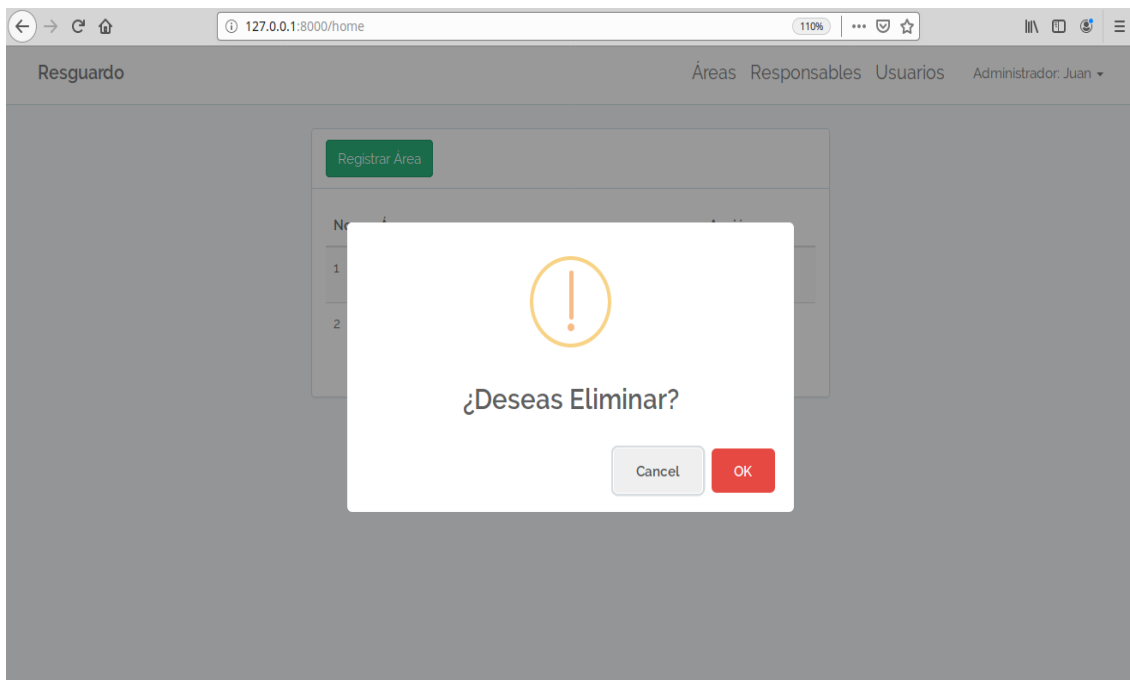 127.0.0.1:8000/home 110%
Resguardo Áreas Responsables Usuarios Administrador: Juan
Registrar Área
1
2
¿Deseas Eliminar?
Cancel OK